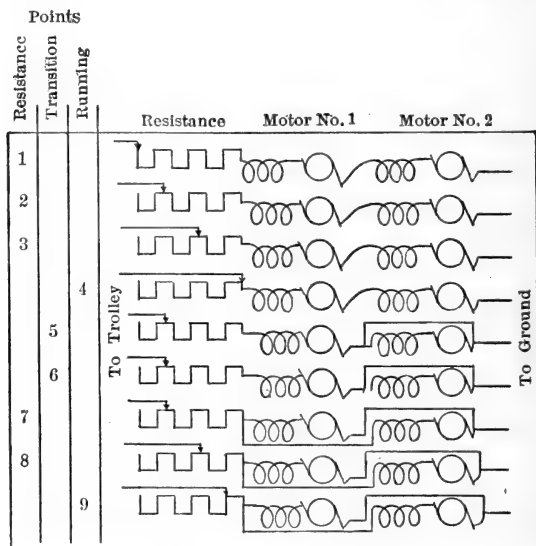 Points
Resistance
Transition
Running
Resistance Motor No. 1 Motor No. 2
1
2
3
4
5
6
7
8
9
To Trolley
To Ground